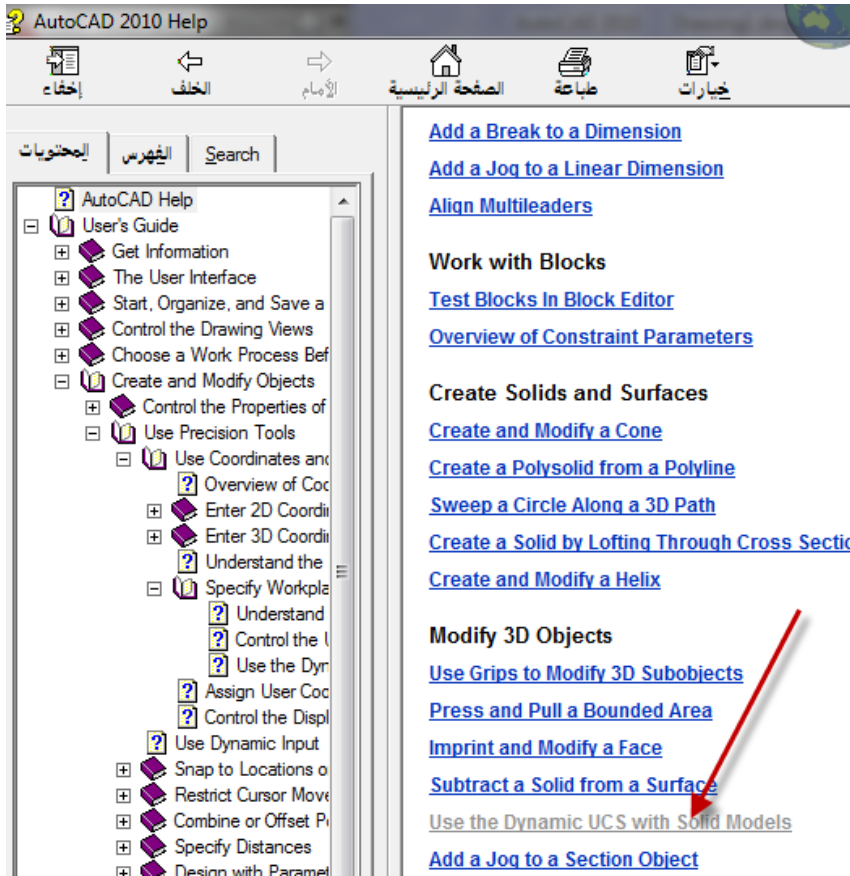 AutoCAD 2010 Help
إخفاء
الخلف
الأمام
الصفحة الرئيسية
طباعة
خيارات
المحتويات
الفهرس
Search
AutoCAD Help
User's Guide
Get Information
The User Interface
Start, Organize, and Save a
Control the Drawing Views
Choose a Work Process Bef
Create and Modify Objects
Control the Properties of
Use Precision Tools
Use Coordinates and
Overview of Coo
Enter 2D Coordi
Enter 3D Coordi
Understand the
Specify Workpla
Understand
Control the U
Use the Dyn
Assign User Coo
Control the Displ
Use Dynamic Input
Snap to Locations o
Restrict Cursor Move
Combine or Offset P
Specify Distances
Design with Paramet
Add a Break to a Dimension
Add a Jog to a Linear Dimension
Align Multileaders
Work with Blocks
Test Blocks In Block Editor
Overview of Constraint Parameters
Create Solids and Surfaces
Create and Modify a Cone
Create a Polysolid from a Polyline
Sweep a Circle Along a 3D Path
Create a Solid by Lofting Through Cross Sectio
Create and Modify a Helix
Modify 3D Objects
Use Grips to Modify 3D Subobjects
Press and Pull a Bounded Area
Imprint and Modify a Face
Subtract a Solid from a Surface
Use the Dynamic UCS with Solid Models
Add a Jog to a Section Object